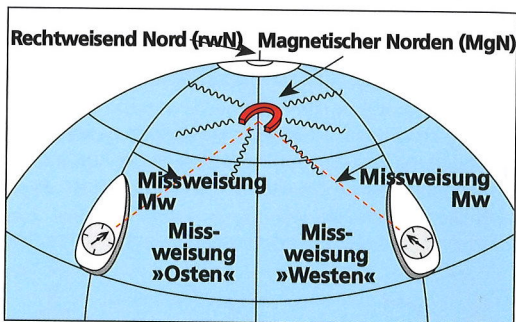 Rechtweisend Nord (rwN)
Magnetischer Norden (MgN)
Missweisung
Mw
Missweisung
Mw
Miss-
weisung
»Osten«
Miss-
weisung
»Westen«